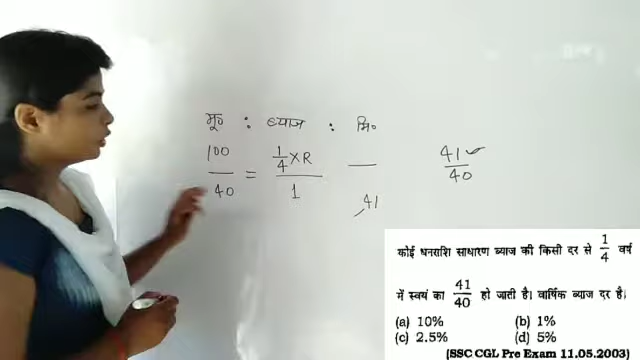 मू० : ब्याज : मि०
100 / 40 = 1/4 × R / 1 —
41
41/40
कोई धनराशि साधारण ब्याज की किसी दर से 1/4 वर्ष
में स्वयं का 41/40 हो जाती है। वार्षिक ब्याज दर है।
(a) 10% (b) 1%
(c) 2.5% (d) 5%
(SSC CGL Pre Exam 11.05.2003)